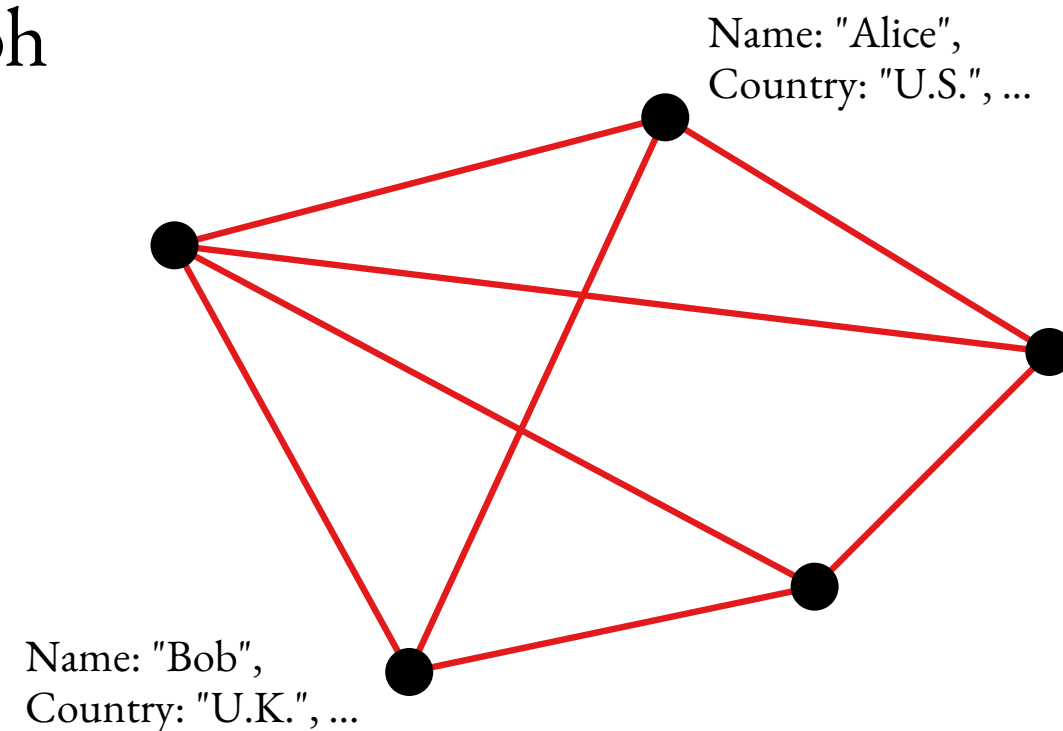 Name: "Alice",
Country: "U.S.", ...
Name: "Bob",
Country: "U.K.", ...